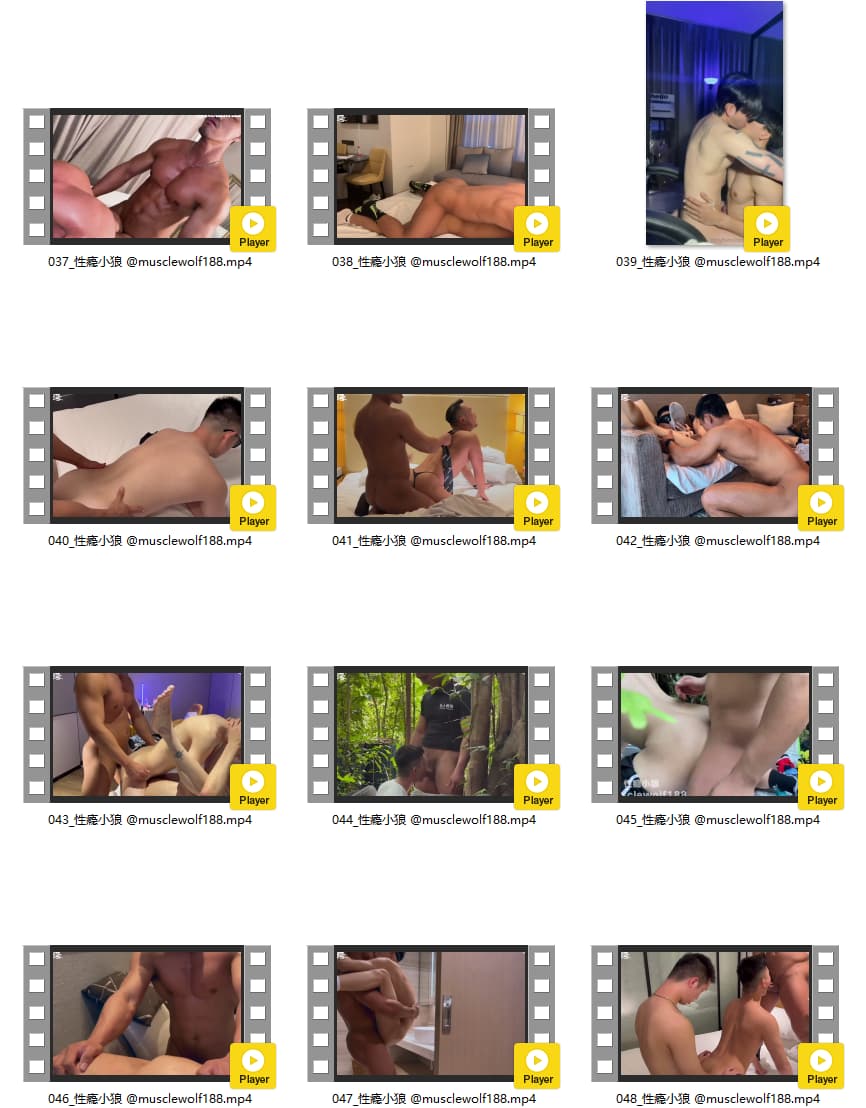 Player
Player
Player
037_性瘾小狼 @musclewolf188.mp4
038_性瘾小狼 @musclewolf188.mp4
039_性瘾小狼 @musclewolf188.mp4
Player
Player
Player
040_性瘾小狼 @musclewolf188.mp4
041_性瘾小狼 @musclewolf188.mp4
042_性瘾小狼 @musclewolf188.mp4
Player
Player
性瘾小狼
Player
043_性瘾小狼 @musclewolf188.mp4
044_性瘾小狼 @musclewolf188.mp4
045_性瘾小狼 @musclewolf188.mp4
Player
Player
Player
046_性瘾小狼 @musclewolf188.mp4
047_性瘾小狼 @musclewolf188.mp4
048_性瘾小狼 @musclewolf188.mp4